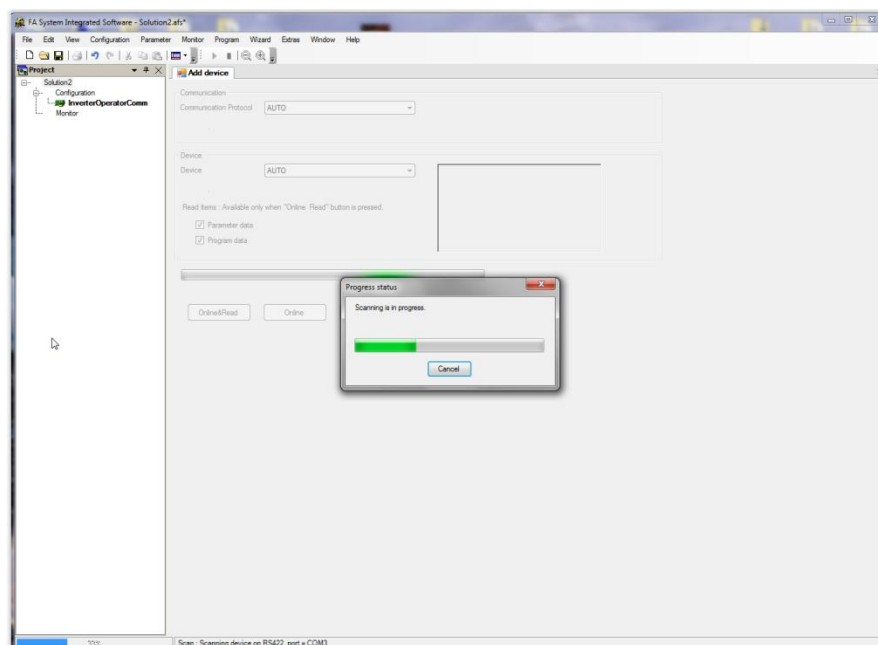 FA System Integrated Software - Solution2.afs*
File Edit View Configuration Parameter Monitor Program Wizard Extras Window Help
Project
Add device
Solution2
Configuration
InverterOperatorComm
Monitor
Communication
Communication Protocol AUTO
Device
Device AUTO
Read Items : Available only when "Online Read" button is pressed.
Parameter data
Program data
Online&Read Online
Progress status
Scanning is in progress.
Cancel
Scan : Scanning device on RS422, port = COM3